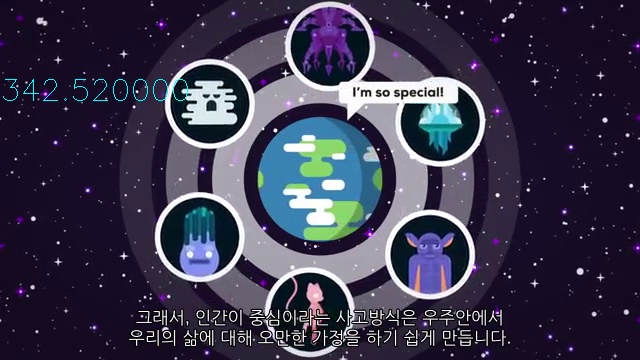 I'm so special!
342.520000
그래서, 인간이 중심이라는 사고방식은 우주안에서
우리의 삶에 대해 오만한 가정을 하기 쉽게 만듭니다.